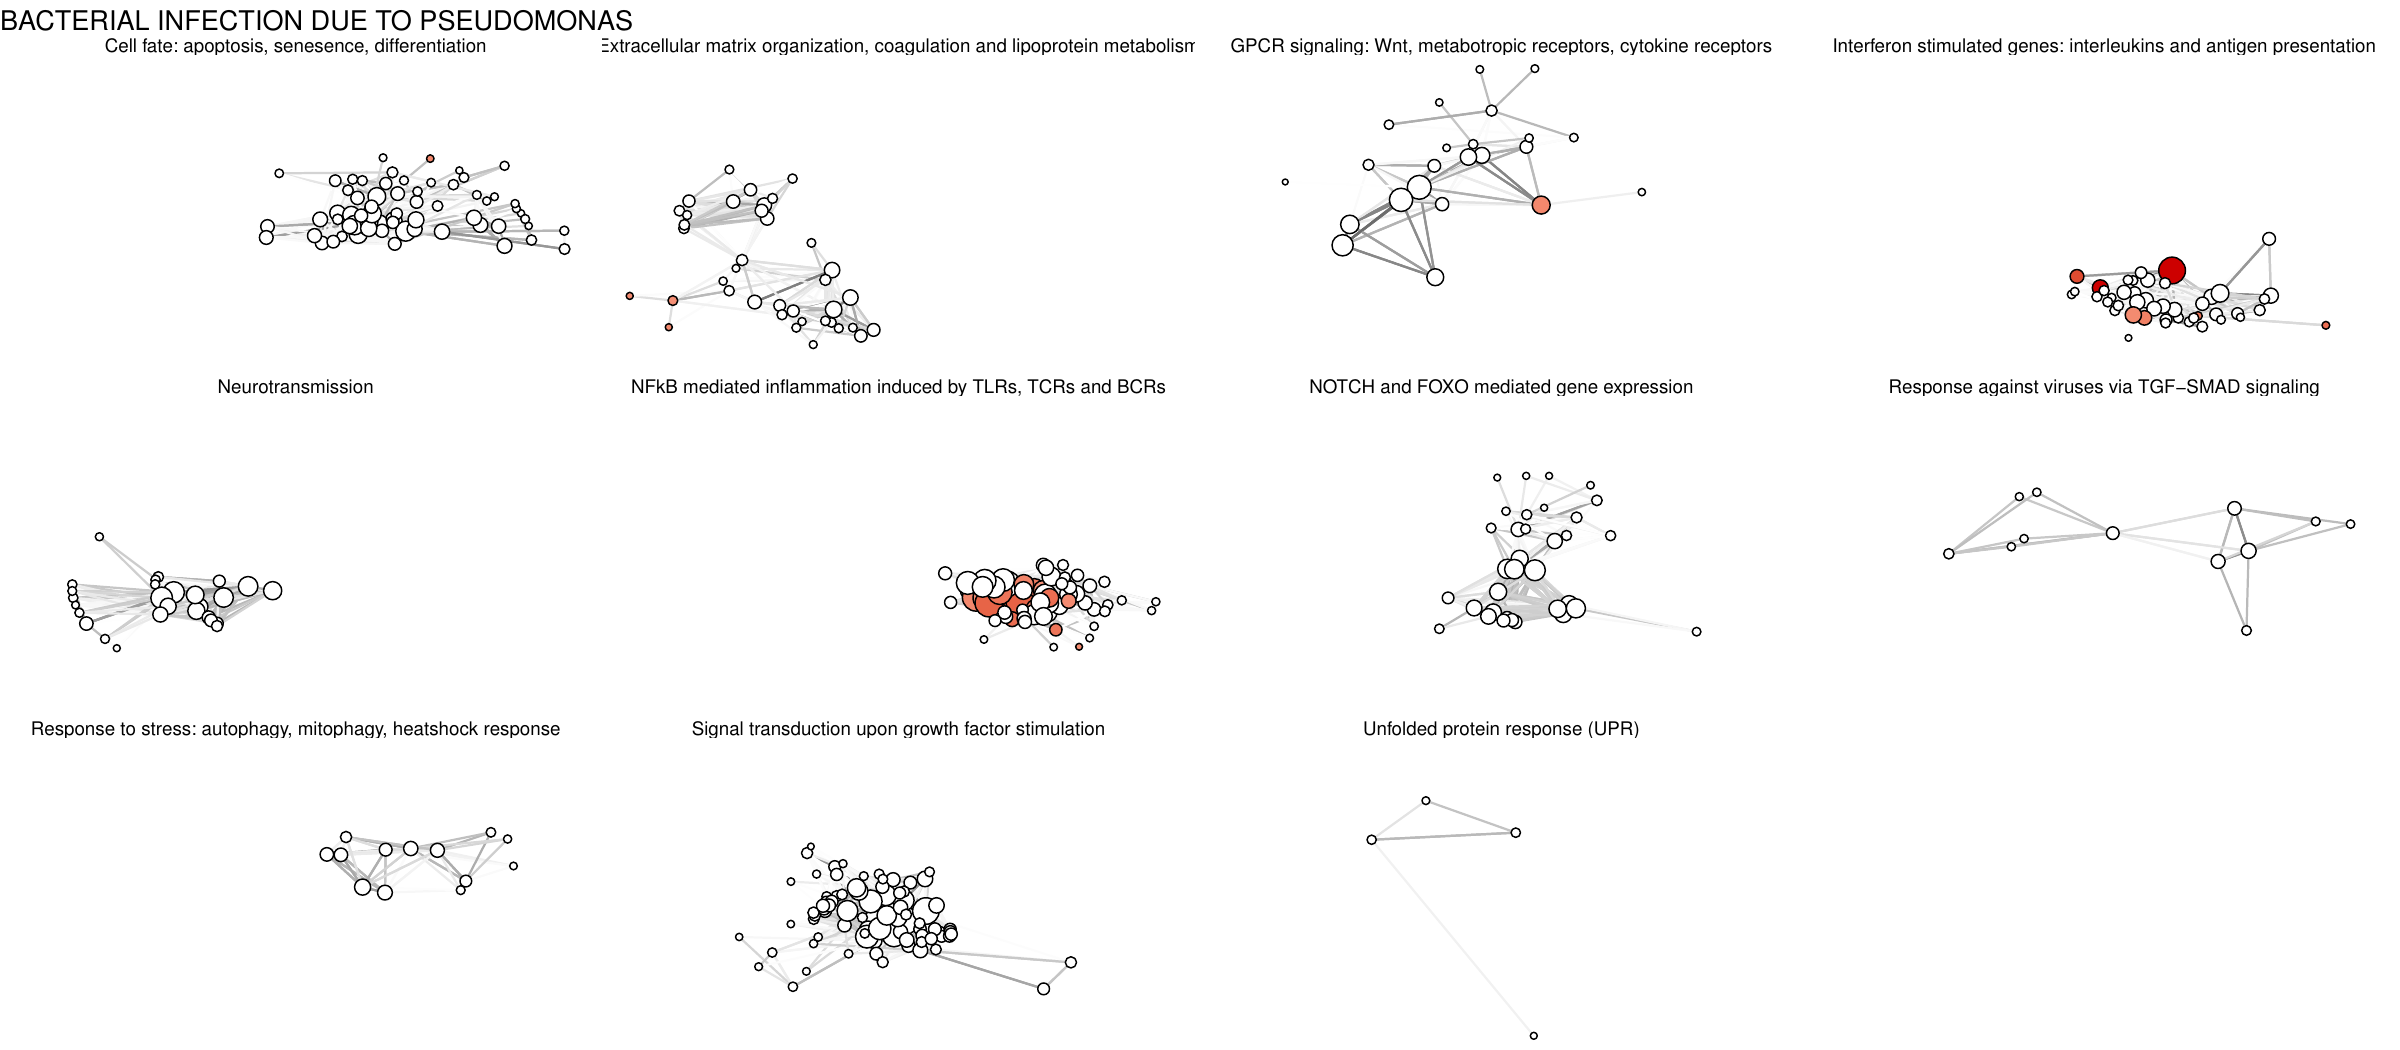 BACTERIAL INFECTION DUE TO PSEUDOMONAS
Cell fate: apoptosis, senesence, differentiation
Extracellular matrix organization, coagulation and lipoprotein metabolism
GPCR signaling: Wnt, metabotropic receptors, cytokine receptors
Interferon stimulated genes: interleukins and antigen presentation
Neurotransmission
NFkB mediated inflammation induced by TLRs, TCRs and BCRs
NOTCH and FOXO mediated gene expression
Response against viruses via TGF−SMAD signaling
Response to stress: autophagy, mitophagy, heatshock response
Signal transduction upon growth factor stimulation
Unfolded protein response (UPR)